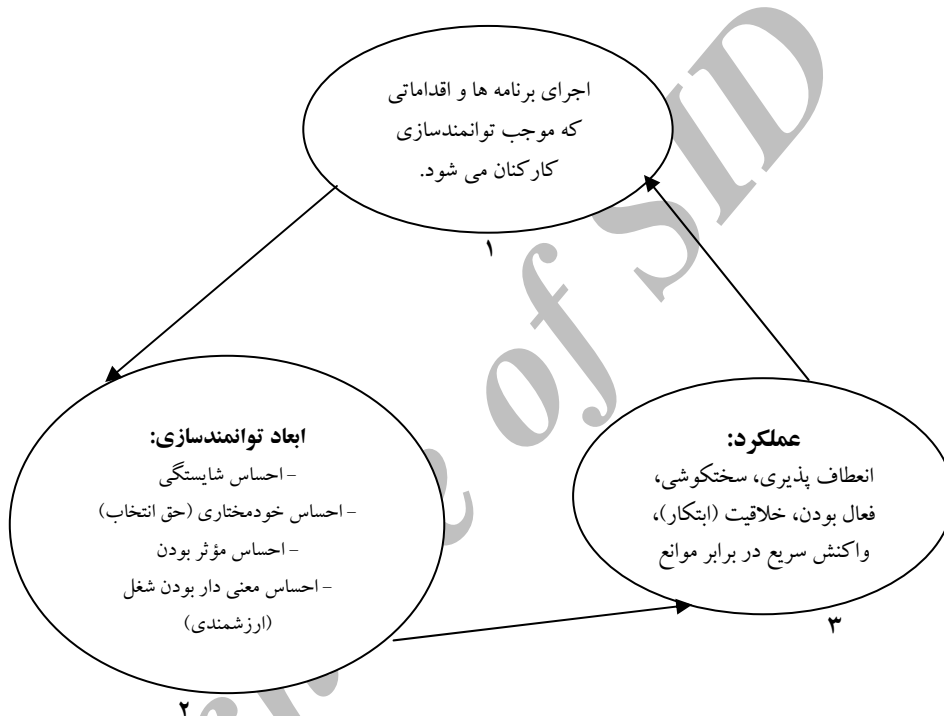 اجرای برنامه ها و اقداماتی
که موجب توانمندسازی
کارکنان می شود.
۱
ابعاد توانمندسازی:
- احساس شایستگی
- احساس خودمختاری (حق انتخاب)
- احساس مؤثر بودن
- احساس معنی دار بودن شغل
(ارزشمندی)
۲
عملکرد:
انعطاف پذیری، سختکوشی،
فعال بودن، خلاقیت (ابتکار)،
واکنش سریع در برابر موانع
۳
of SID